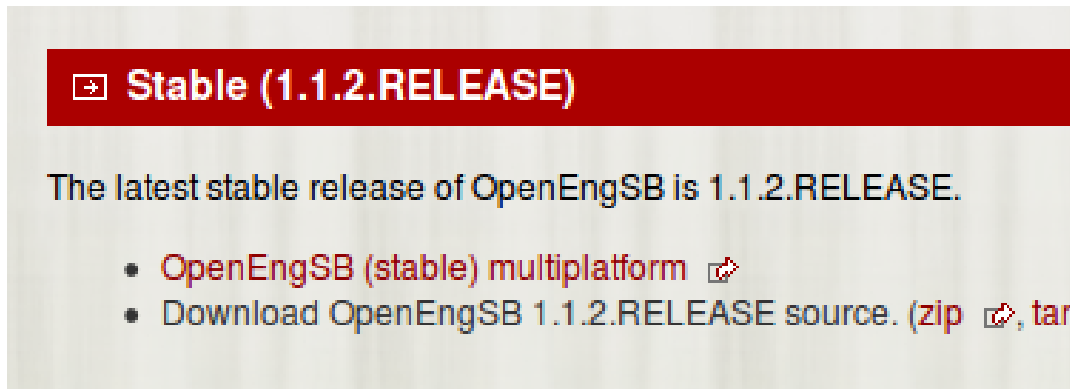 Stable (1.1.2.RELEASE)
The latest stable release of OpenEngSB is 1.1.2.RELEASE.
• OpenEngSB (stable) multiplatform
• Download OpenEngSB 1.1.2.RELEASE source. (zip , tar